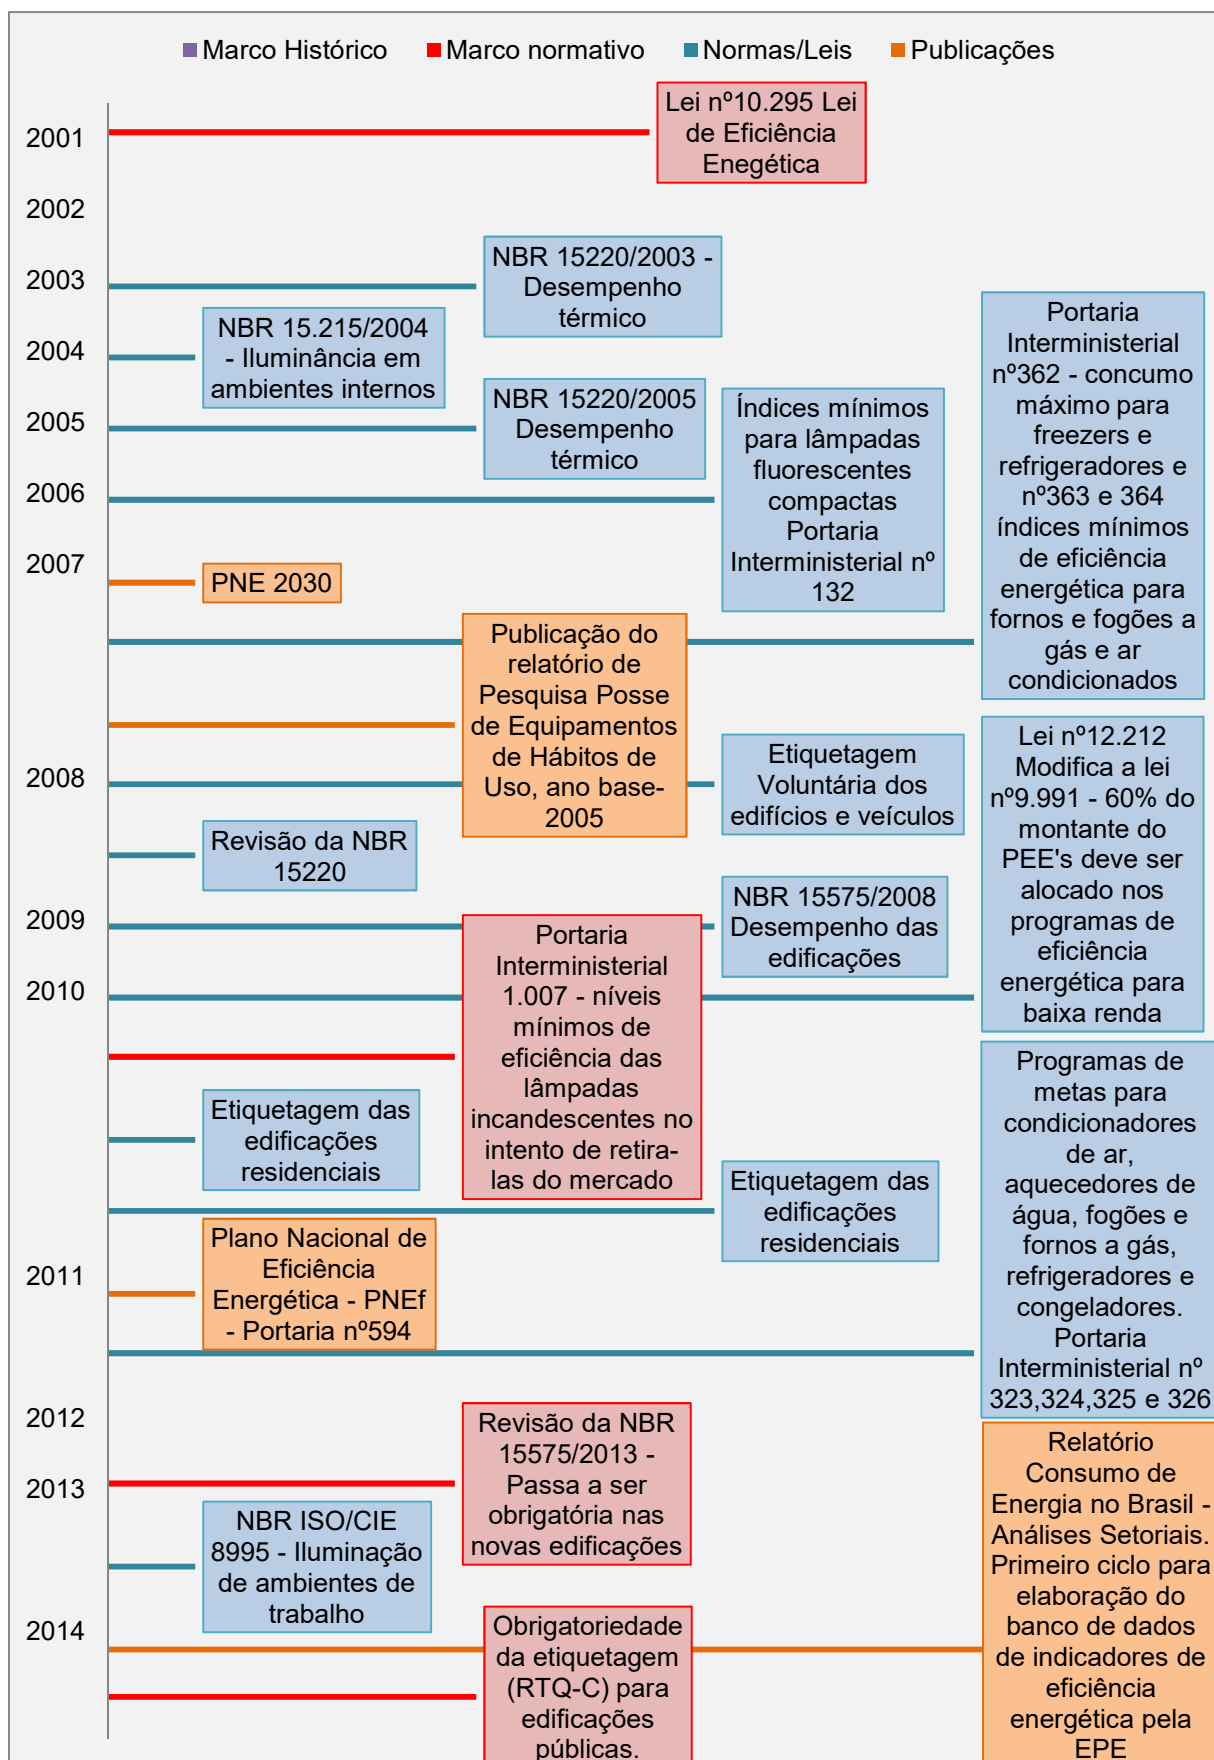 Marco Histórico
Marco normativo
Normas/Leis
Publicações
2001
Lei nº10.295 Lei
de Eficiência
Enegética
2002
2003
NBR 15220/2003 -
Desempenho
térmico
2004
NBR 15.215/2004
- Iluminância em
ambientes internos
2005
NBR 15220/2005
Desempenho
térmico
2006
Índices mínimos
para lâmpadas
fluorescentes
compactas
Portaria
Interministerial nº
132
2007
PNE 2030
Portaria
Interministerial
nº362 - concumo
máximo para
freezers e
refrigeradores e
nº363 e 364
índices mínimos
de eficiência
energética para
fornos e fogões a
gás e ar
condicionados
Publicação do
relatório de
Pesquisa Posse
de Equipamentos
de Hábitos de
Uso, ano base-
2005
2008
Etiquetagem
Voluntária dos
edifícios e veículos
Revisão da NBR
15220
2009
NBR 15575/2008
Desempenho das
edificações
2010
Lei nº12.212
Modifica a lei
nº9.991 - 60% do
montante do
PEE's deve ser
alocado nos
programas de
eficiência
energética para
baixa renda
Portaria
Interministerial
1.007 - níveis
mínimos de
eficiência das
lâmpadas
incandescentes no
intento de retira-
las do mercado
Etiquetagem das
edificações
residenciais
Etiquetagem das
edificações
residenciais
2011
Plano Nacional de
Eficiência
Energética - PNEf
- Portaria nº594
Programas de
metas para
condicionadores
de ar,
aquecedores de
água, fogões e
fornos a gás,
refrigeradores e
congeladores.
Portaria
Interministerial nº
323,324,325 e 326
2012
2013
Revisão da NBR
15575/2013 -
Passa a ser
obrigatória nas
novas edificações
NBR ISO/CIE
8995 - Iluminação
de ambientes de
trabalho
2014
Relatório
Consumo de
Energia no Brasil -
Análises Setoriais.
Primeiro ciclo para
elaboração do
banco de dados
de indicadores de
eficiência
energética pela
EPE
Obrigatoriedade
da etiquetagem
(RTQ-C) para
edificações
públicas.